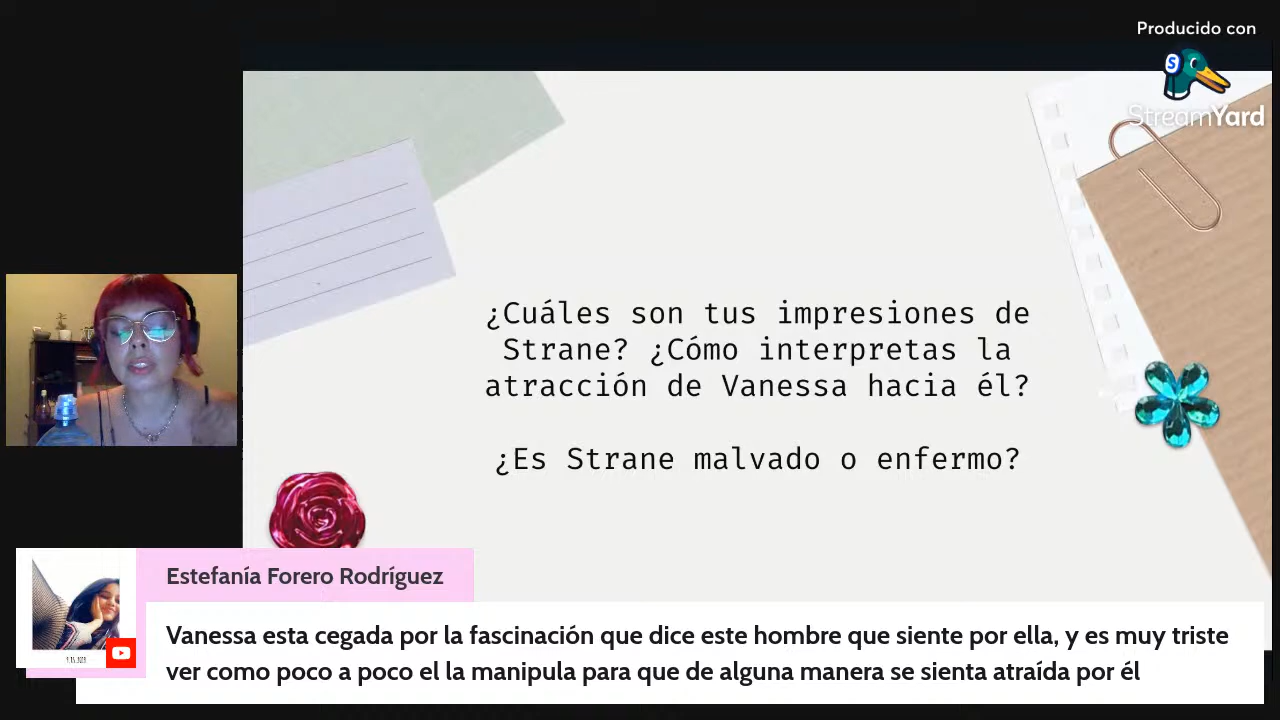 Producido con
StreamYard
¿Cuáles son tus impresiones de
Strane? ¿Cómo interpretas la
atracción de Vanessa hacia él?
¿Es Strane malvado o enfermo?
Estefanía Forero Rodríguez
Vanessa esta cegada por la fascinación que dice este hombre que siente por ella, y es muy triste
ver como poco a poco el la manipula para que de alguna manera se sienta atraída por él